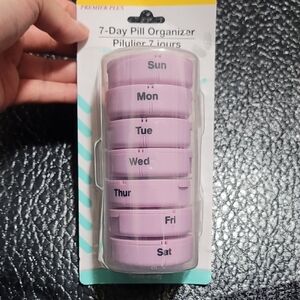 PREMIER PLUS
7-Day Pill Organizer
Pilulier 7 jours
Sun
Mon
Tue
Wed
Thur
Fri
Sat